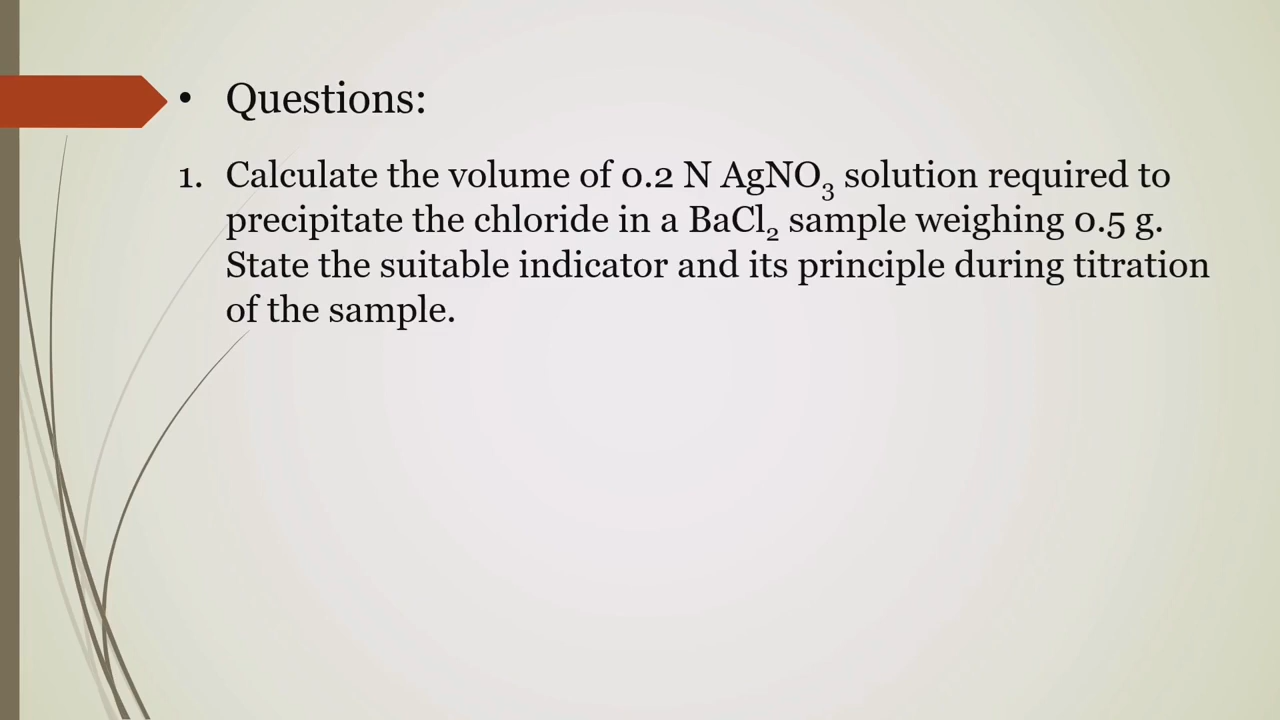 • Questions:
1. Calculate the volume of 0.2 N AgNO₃ solution required to
precipitate the chloride in a BaCl₂ sample weighing 0.5 g.
State the suitable indicator and its principle during titration
of the sample.